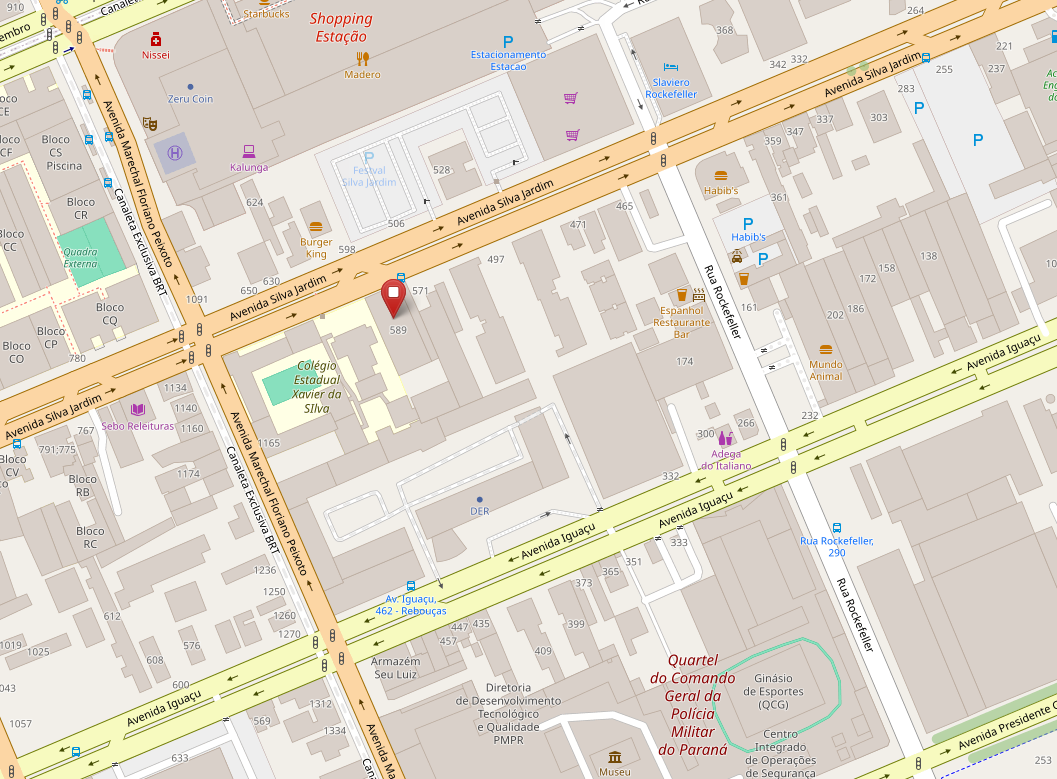 910
Canaleta
embro
Starbucks
Shopping
Estação
Nissei
Madero
Zeru Coin
Kalunga
Estacionamento
Estacao
368
Slaviero
Rockefeller
342
332
264
221
237
255
283
303
337
347
359
Avenida Silva Jardim
Bloco
CE
Bloco
CF
Bloco
CS
Piscina
Bloco
CR
Bloco
CC
Quadra
Externa
Bloco
CQ
Bloco
CP
Bloco
CO
780
Avenida Marechal Floriano Peixoto
Canaleta Exclusiva BRT
Festval
Silva Jardim
528
506
624
Burger
King
598
630
650
1091
Avenida Silva Jardim
Avenida Silva Jardim
465
471
497
571
589
Habib's
361
P
Habib's
P
Rua Rockefeller
161
Espanhol
Restaurante
Bar
174
172
158
138
186
202
Mundo
Animal
232
Avenida Iguaçu
Colégio
Estadual
Xavier da
SIlva
Avenida Silva Jardim
1134
1140
1160
Sebo Releituras
767
791;775
Bloco
CV
Bloco
RB
1174
1165
Bloco
RC
Avenida Marechal Floriano Peixoto
Canaleta Exclusiva BRT
DER
300
266
Adega
do Italiano
332
Avenida Iguaçu
Avenida Iguaçu
333
351
365
373
399
409
435
447
457
Av. Iguaçu,
462 - Rebouças
Rua Rockefeller,
290
Rua Rockefeller
1236
1250
1260
1270
612
1019
1025
576
608
600
1043
1057
Avenida Iguaçu
569
633
1312
1334
Armazém
Seu Luiz
Diretoria
de Desenvolvimento
Tecnológico
e Qualidade
PMPR
Quartel
do Comando
Geral da
Polícia
Militar
do Paraná
Ginásio
de Esportes
(QCG)
Centro
Integrado
de Operações
de Segurança
Museu
Avenida Presidente
253
Avenida Ma